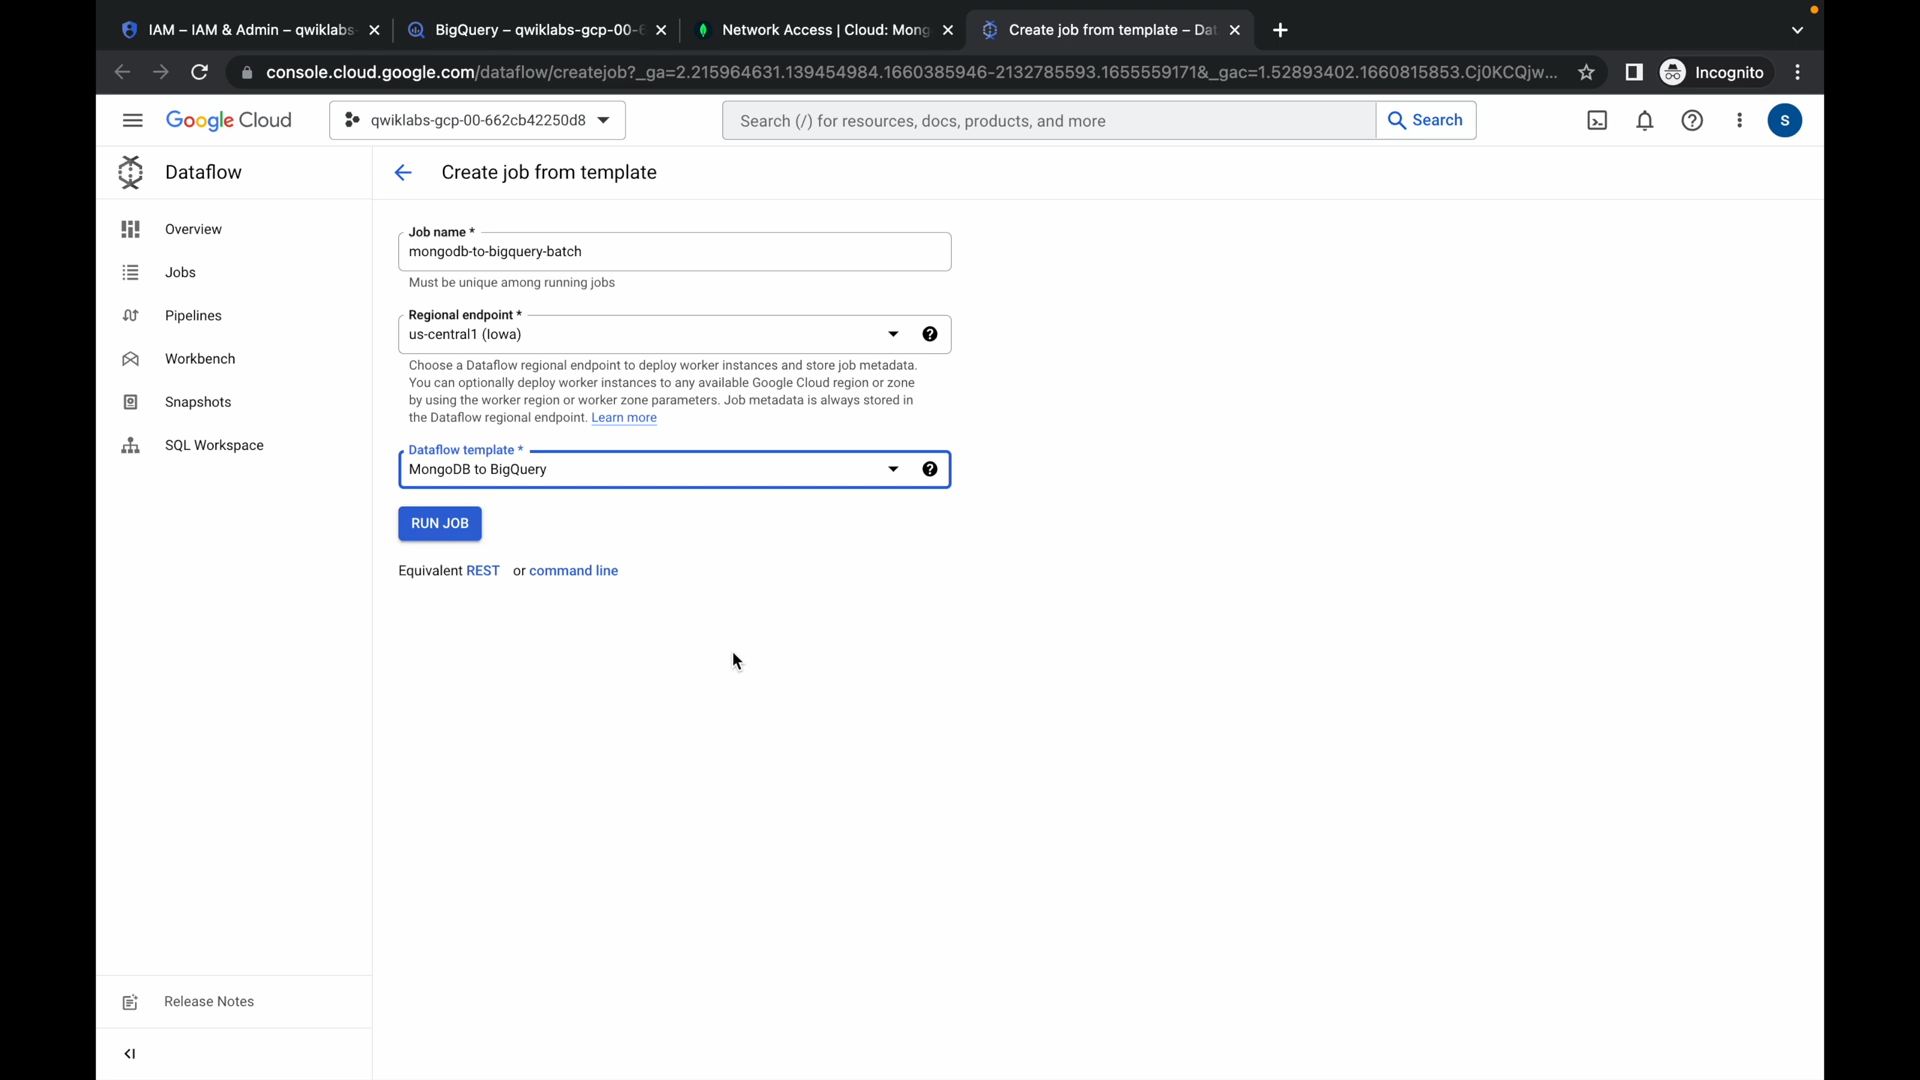 IAM – IAM & Admin – qwiklabs-
BigQuery – qwiklabs-gcp-00-6
Network Access | Cloud: Mong
Create job from template – Dat
console.cloud.google.com/dataflow/createjob?_ga=2.215964631.139454984.1660385946-2132785593.1655559171&_gac=1.52893402.1660815853.Cj0KCQjw...
Incognito
Google Cloud
qwiklabs-gcp-00-662cb42250d8
Search (/) for resources, docs, products, and more
Search
S
Dataflow
Create job from template
Overview
Jobs
Pipelines
Workbench
Snapshots
SQL Workspace
Job name *
mongodb-to-bigquery-batch
Must be unique among running jobs
Regional endpoint *
us-central1 (Iowa)
Choose a Dataflow regional endpoint to deploy worker instances and store job metadata.
You can optionally deploy worker instances to any available Google Cloud region or zone
by using the worker region or worker zone parameters. Job metadata is always stored in
the Dataflow regional endpoint. Learn more
Dataflow template *
MongoDB to BigQuery
RUN JOB
Equivalent REST or command line
Release Notes